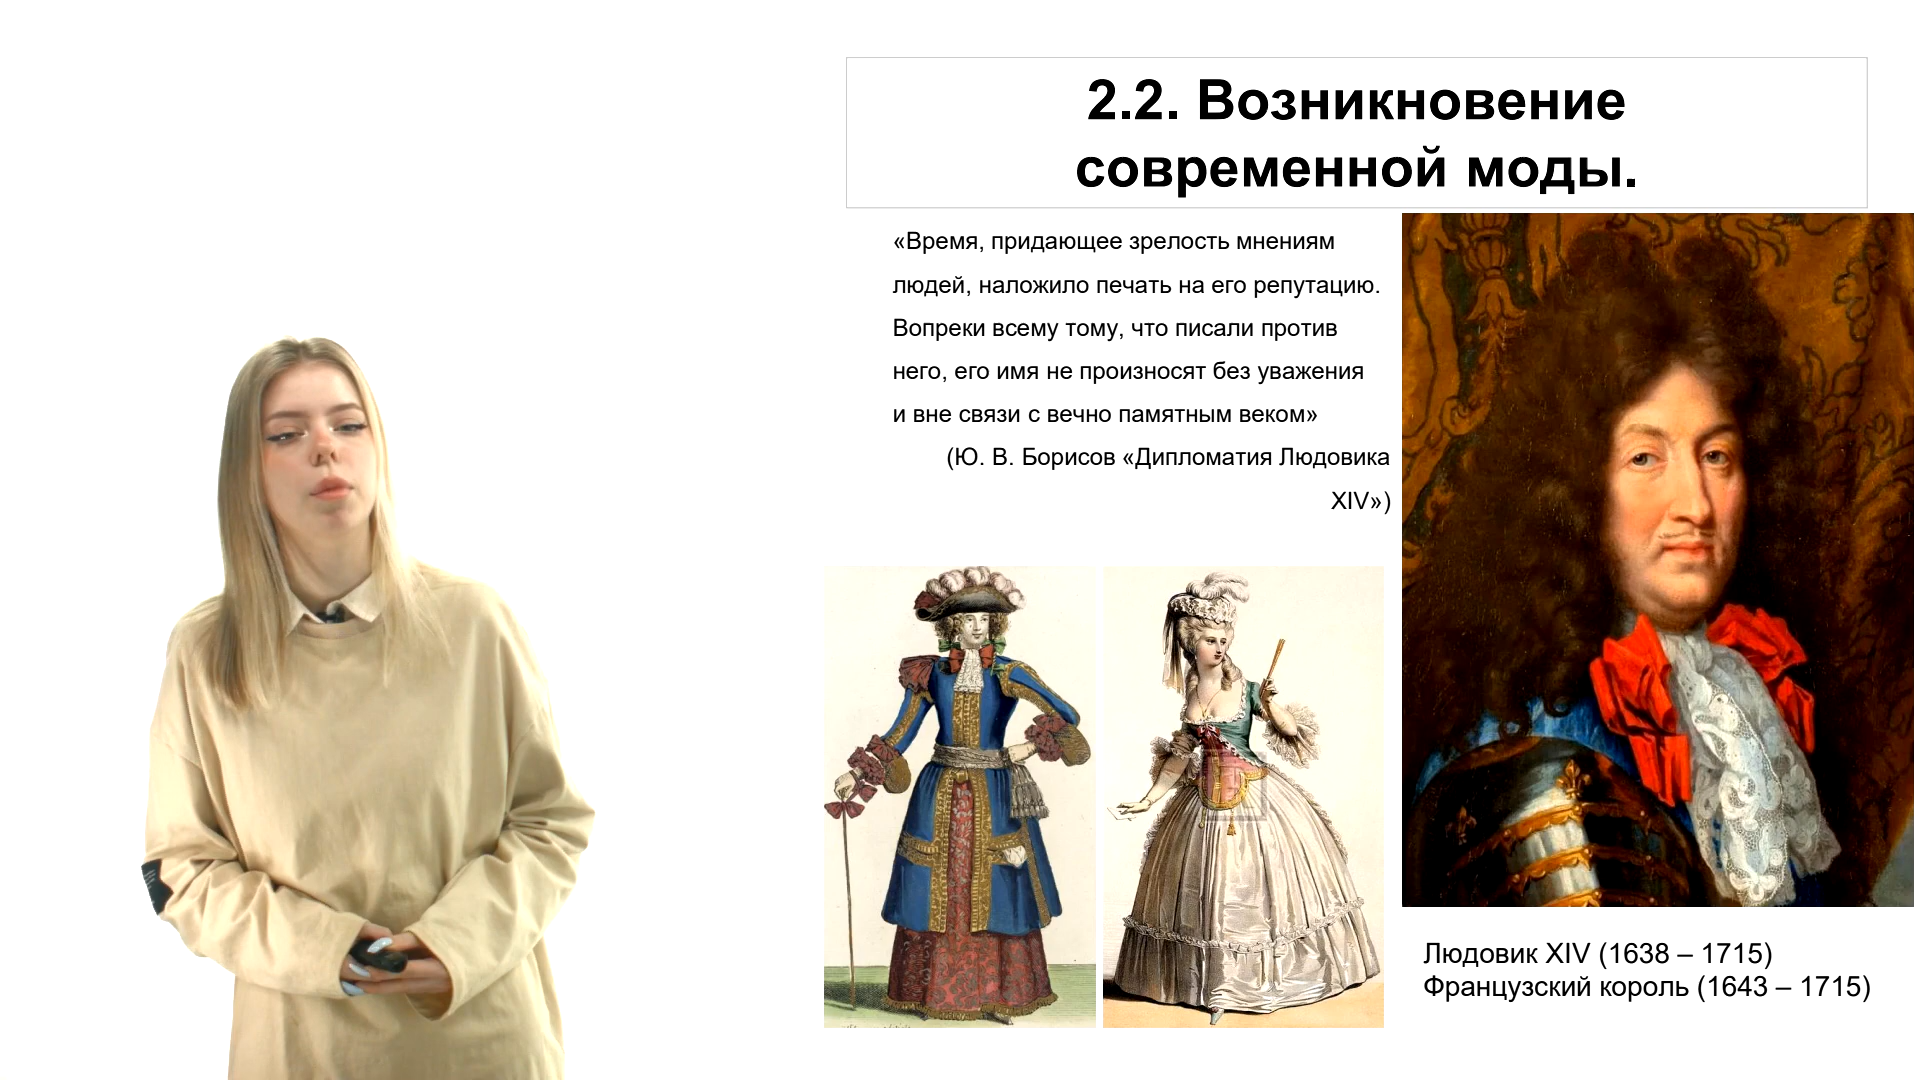 2.2. Возникновение
современной моды.
«Время, придающее зрелость мнениям
людей, наложило печать на его репутацию.
Вопреки всему тому, что писали против
него, его имя не произносят без уважения
и вне связи с вечно памятным веком»
(Ю. В. Борисов «Дипломатия Людовика
XIV»)
Людовик XIV (1638 – 1715)
Французский король (1643 – 1715)